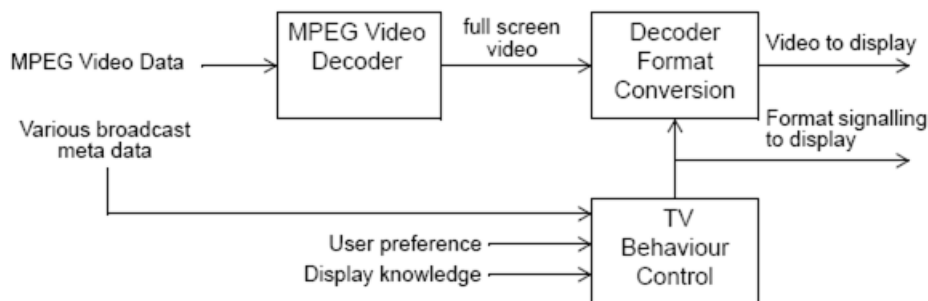 MPEG Video Data
MPEG Video
Decoder
full screen
video
Decoder
Format
Conversion
Video to display
Format signalling
to display
Various broadcast
meta data
User preference
Display knowledge
TV
Behaviour
Control